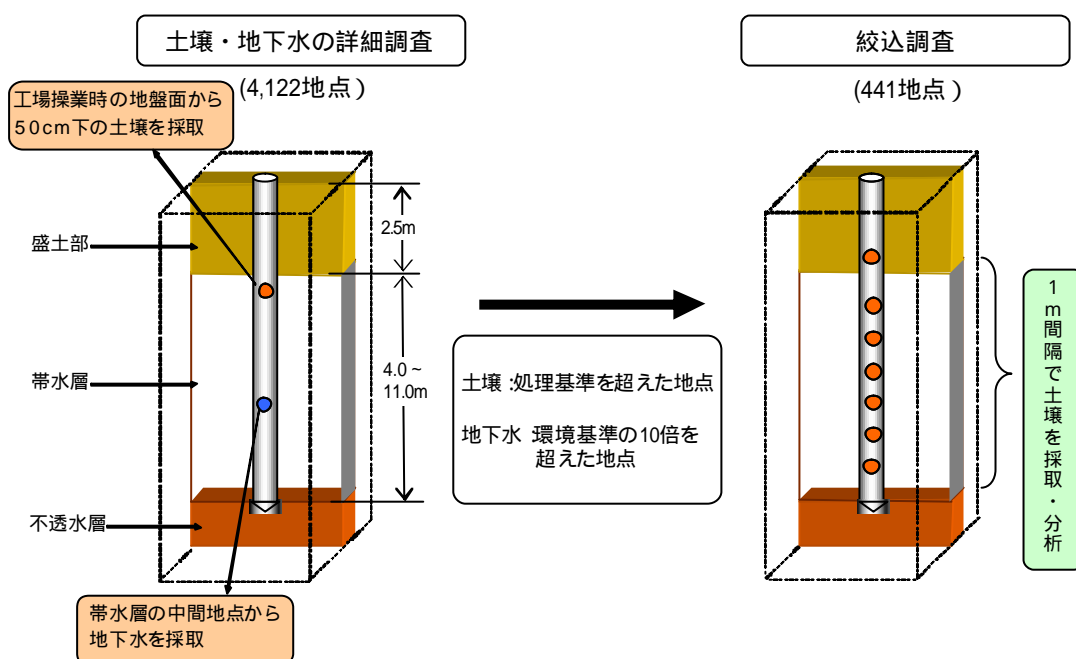 土壌・地下水の詳細調査
(4,122地点)
工場操業時の地盤面から
50cm下の土壌を採取
盛土部
2.5m
帯水層
4.0～
11.0m
不透水層
帯水層の中間地点から
地下水を採取
土壌:処理基準を超えた地点
地下水 環境基準の10倍を
超えた地点
絞込調査
(441地点)
1m間隔で土壌を採取・分析